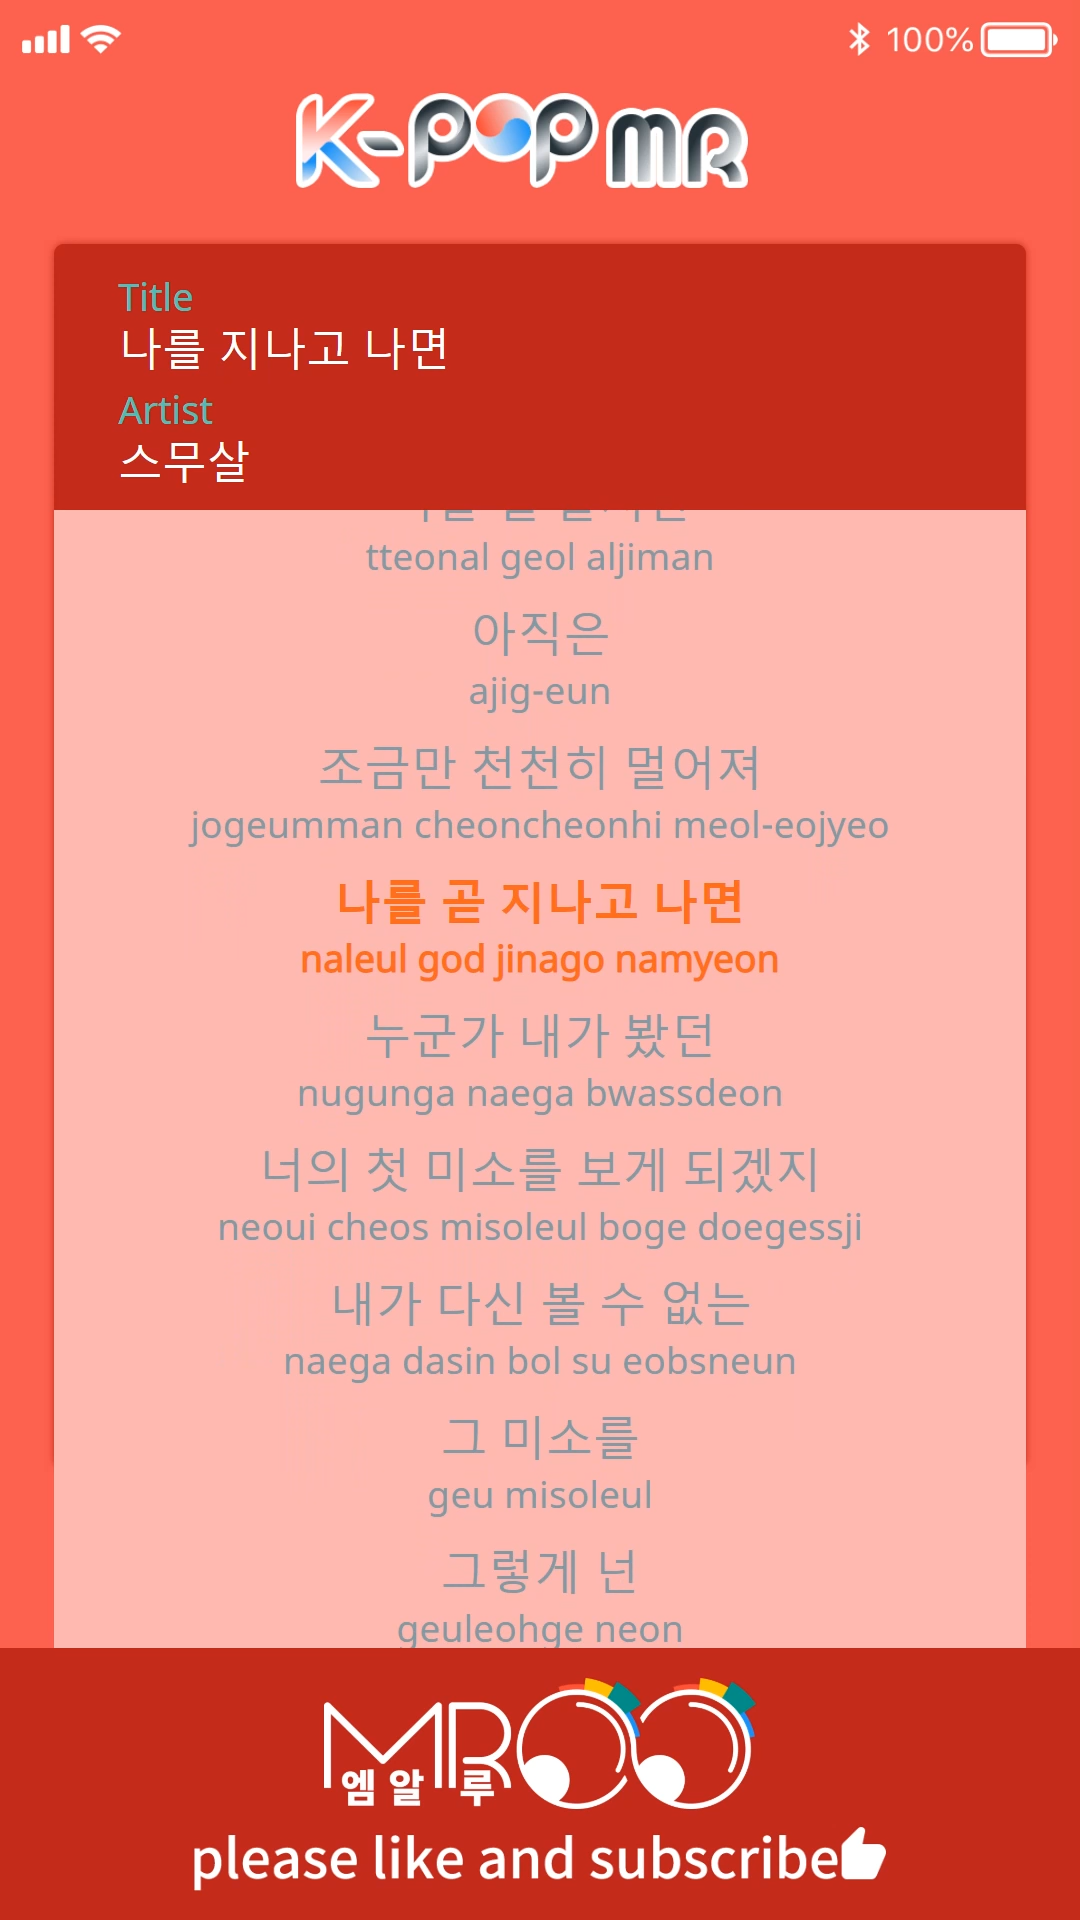 100%
K-POP MR
Title
나를 지나고 나면
Artist
스무살
tteonal geol aljiman
아직은
ajig-eun
조금만 천천히 멀어져
jogeumman cheoncheonhi meol-eojyeo
나를 곧 지나고 나면
naleul god jinago namyeon
누군가 내가 봤던
nugunga naega bwassdeon
너의 첫 미소를 보게 되겠지
neoui cheos misoleul boge doegessji
내가 다신 볼 수 없는
naega dasin bol su eobsneun
그 미소를
geu misoleul
그렇게 넌
geuleohge neon
MROO
엠알루
please like and subscribe